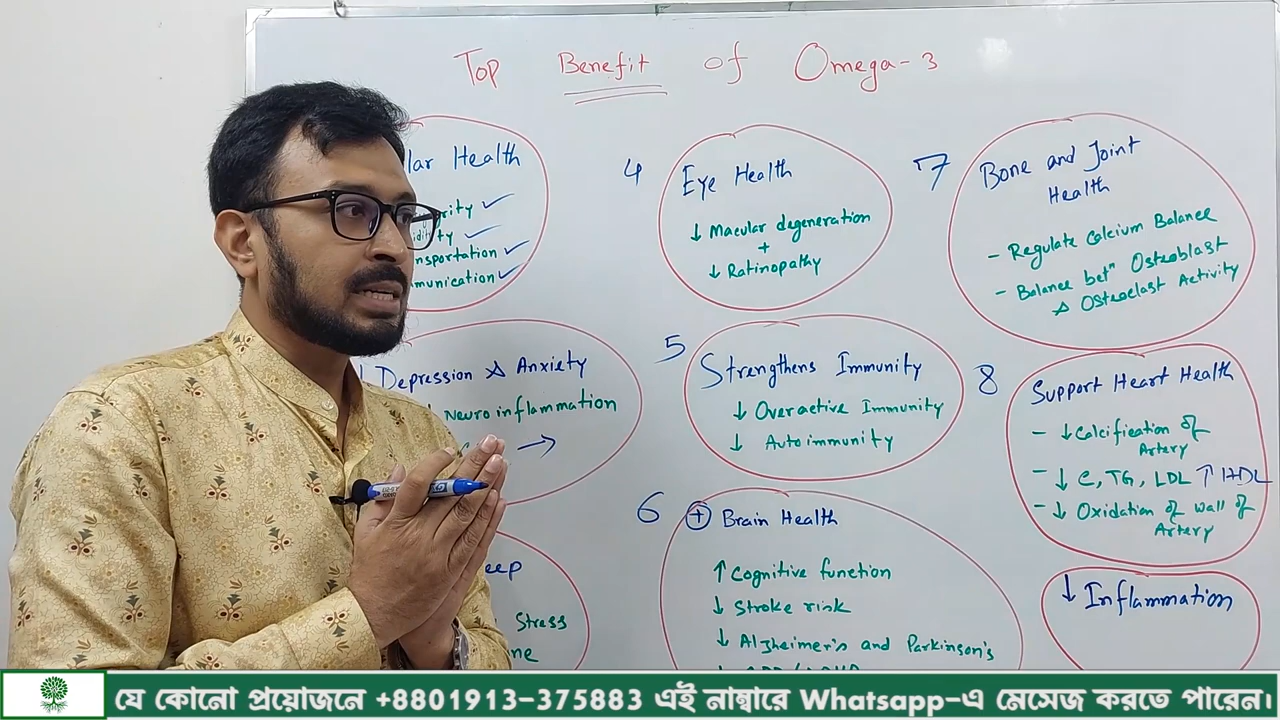 Top Benefit of Omega-3
lar Health
rity ✓
idity ✓
nsportation ✓
munication ✓
↓ Depression & Anxiety
Neuroinflammation
→
eep
Stress
ne
4
Eye Health
↓ Macular degeneration
+
↓ Ratinopathy
5
Strengthens Immunity
↓ Overactive Immunity
↓ Autoimmunity
6
⊕ Brain Health
↑ Cognitive function
↓ Stroke risk
↓ Alzheimer's and Parkinson's
7
Bone and Joint
Health
- Regulate Calcium Balance
- Balance betⁿ Osteoblast
& Osteoclast Activity
8
Support Heart Health
- ↓ Calcification of
Artery
- ↓ C, TG, LDL ↑ HDL
- ↓ Oxidation of wall of
Artery
↓ Inflammation
যে কোনো প্রয়োজনে +8801913-375883 এই নাম্বারে Whatsapp-এ মেসেজ করতে পারেন।